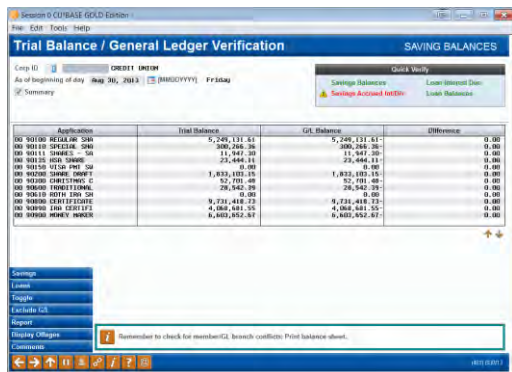 Session 0 CU*BASE GOLD Edition
File Edit Tools Help
Trial Balance / General Ledger Verification SAVING BALANCES
Corp ID CREDIT UNION
Quick Verify
As of beginning of day Aug 30, 2013 [MMDDYYYY] Friday
Savings Balances Loan Interest Due
Summary
Savings Accrued Int/Div Loan Balances
Application Trial Balance G/L Balance Difference
00 90100 REGULAR SHA 5,249,131.61 5,249,131.61- 0.00
00 90110 SPECIAL SHA 300,266.36 300,266.36- 0.00
00 90111 SHARES - SA 11,947.30 11,947.30- 0.00
00 90125 HSA SHARE 23,444.11 23,444.11- 0.00
00 90150 VISA PMT SH 0.00 0.00 0.00
00 90200 SHARE DRAFT 1,833,103.15 1,833,103.15- 0.00
00 90300 CHRISTMAS C 52,701.48 52,701.48- 0.00
00 90600 TRADITIONAL 28,542.39 28,542.39- 0.00
00 90610 ROTH IRA SH 0.00 0.00 0.00
00 90800 CERTIFICATE 9,731,418.73 9,731,418.73- 0.00
00 90890 IRA CERTIFI 4,068,681.55 4,068,681.55- 0.00
00 90900 MONEY MAKER 6,603,652.67 6,603,652.67- 0.00
Savings
Loans
Toggle
Exclude G/L
Report
Display Offages
Comments
Remember to check for member/GL branch conflicts: Print balance sheet.